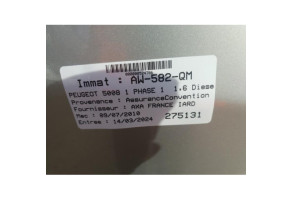 Immat : AW-582-QM
PEUGEOT 5008 1 PHASE 1 1.6 Diese
Provenance : AssuranceConvention
Fournisseur : AXA FRANCE IARD
Mec : 09/07/2010
Entree : 14/03/2024
275131